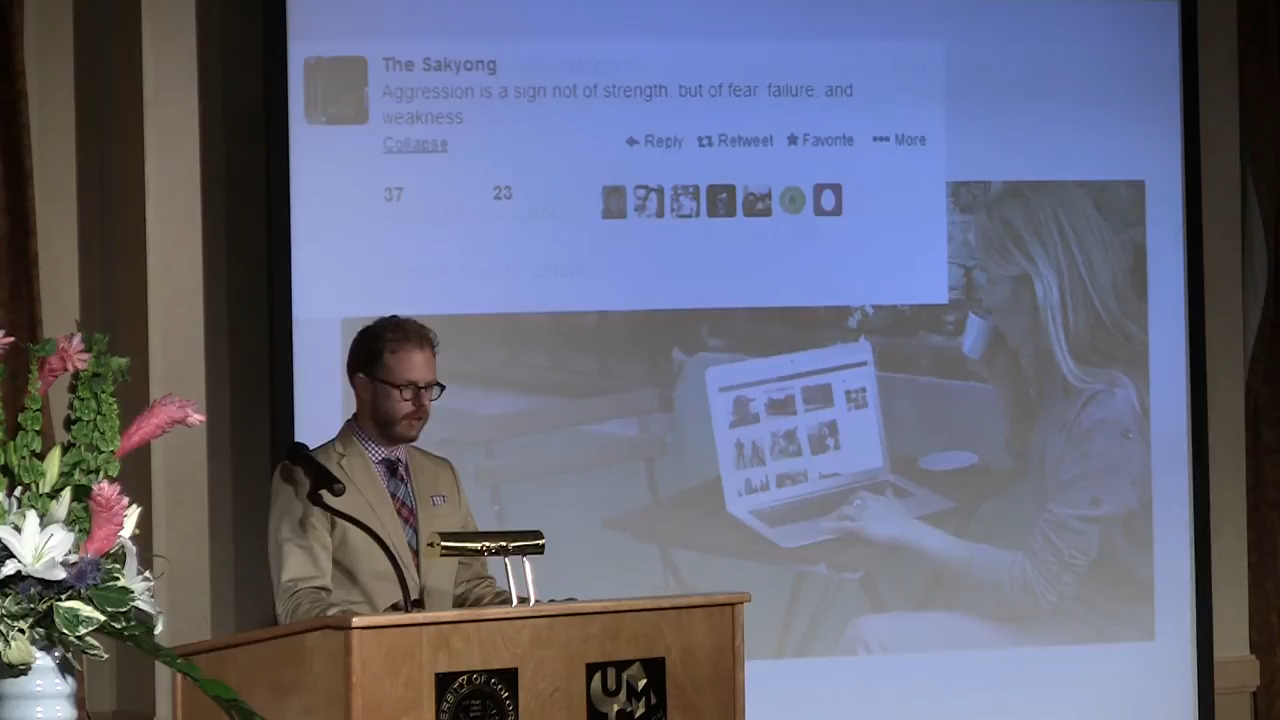 The Sakyong
Aggression is a sign not of strength, but of fear, failure, and
weakness
Collapse
Reply Retweet Favorite More
37 23
UMC